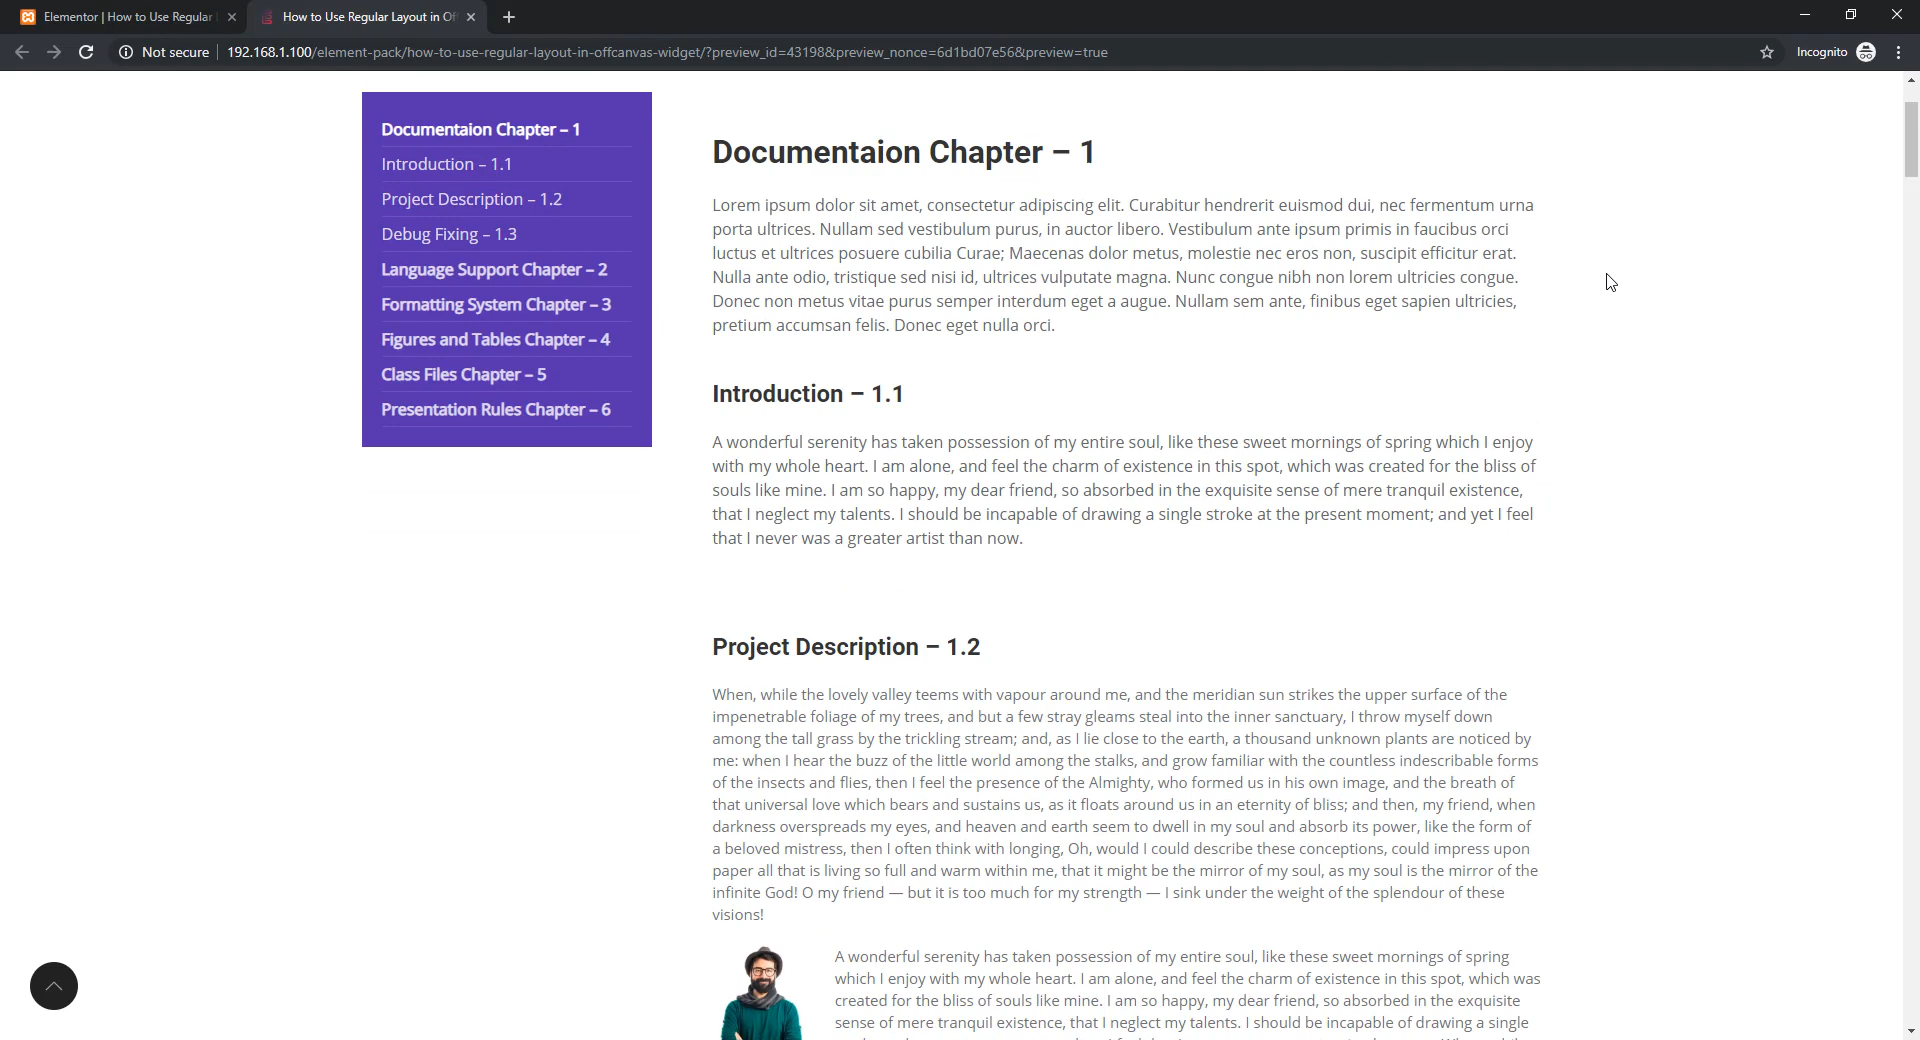 Elementor | How to Use Regular
How to Use Regular Layout in Of
Not secure
192.168.1.100/element-pack/how-to-use-regular-layout-in-offcanvas-widget/?preview_id=43198&preview_nonce=6d1bd07e56&preview=true
Incognito
Documentaion Chapter – 1
Introduction – 1.1
Project Description – 1.2
Debug Fixing – 1.3
Language Support Chapter – 2
Formatting System Chapter – 3
Figures and Tables Chapter – 4
Class Files Chapter – 5
Presentation Rules Chapter – 6
Documentaion Chapter – 1
Lorem ipsum dolor sit amet, consectetur adipiscing elit. Curabitur hendrerit euismod dui, nec fermentum urna
porta ultrices. Nullam sed vestibulum purus, in auctor libero. Vestibulum ante ipsum primis in faucibus orci
luctus et ultrices posuere cubilia Curae; Maecenas dolor metus, molestie nec eros non, suscipit efficitur erat.
Nulla ante odio, tristique sed nisi id, ultrices vulputate magna. Nunc congue nibh non lorem ultricies congue.
Donec non metus vitae purus semper interdum eget a augue. Nullam sem ante, finibus eget sapien ultricies,
pretium accumsan felis. Donec eget nulla orci.
Introduction – 1.1
A wonderful serenity has taken possession of my entire soul, like these sweet mornings of spring which I enjoy
with my whole heart. I am alone, and feel the charm of existence in this spot, which was created for the bliss of
souls like mine. I am so happy, my dear friend, so absorbed in the exquisite sense of mere tranquil existence,
that I neglect my talents. I should be incapable of drawing a single stroke at the present moment; and yet I feel
that I never was a greater artist than now.
Project Description – 1.2
When, while the lovely valley teems with vapour around me, and the meridian sun strikes the upper surface of the
impenetrable foliage of my trees, and but a few stray gleams steal into the inner sanctuary, I throw myself down
among the tall grass by the trickling stream; and, as I lie close to the earth, a thousand unknown plants are noticed by
me: when I hear the buzz of the little world among the stalks, and grow familiar with the countless indescribable forms
of the insects and flies, then I feel the presence of the Almighty, who formed us in his own image, and the breath of
that universal love which bears and sustains us, as it floats around us in an eternity of bliss; and then, my friend, when
darkness overspreads my eyes, and heaven and earth seem to dwell in my soul and absorb its power, like the form of
a beloved mistress, then I often think with longing, Oh, would I could describe these conceptions, could impress upon
paper all that is living so full and warm within me, that it might be the mirror of my soul, as my soul is the mirror of the
infinite God! O my friend — but it is too much for my strength — I sink under the weight of the splendour of these
visions!
A wonderful serenity has taken possession of my entire soul, like these sweet mornings of spring
which I enjoy with my whole heart. I am alone, and feel the charm of existence in this spot, which was
created for the bliss of souls like mine. I am so happy, my dear friend, so absorbed in the exquisite
sense of mere tranquil existence, that I neglect my talents. I should be incapable of drawing a single